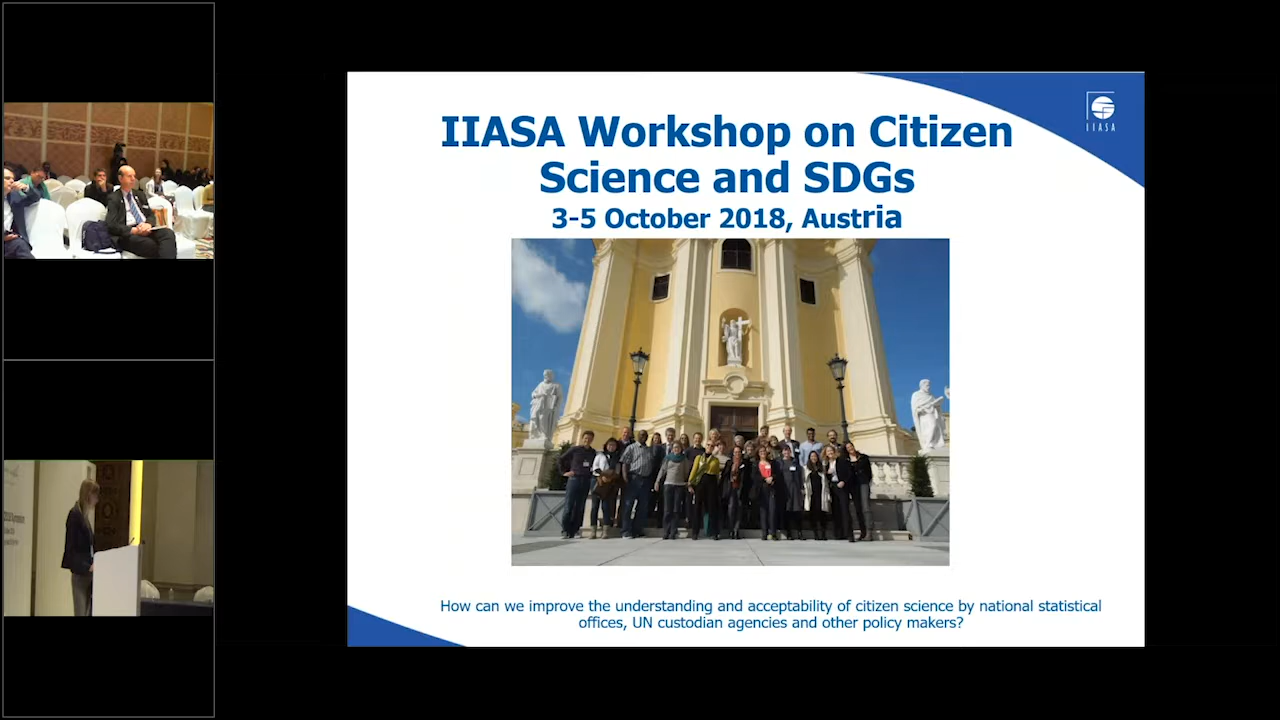 IIASA Workshop on Citizen
Science and SDGs
3-5 October 2018, Austria
IIASA
How can we improve the understanding and acceptability of citizen science by national statistical
offices, UN custodian agencies and other policy makers?